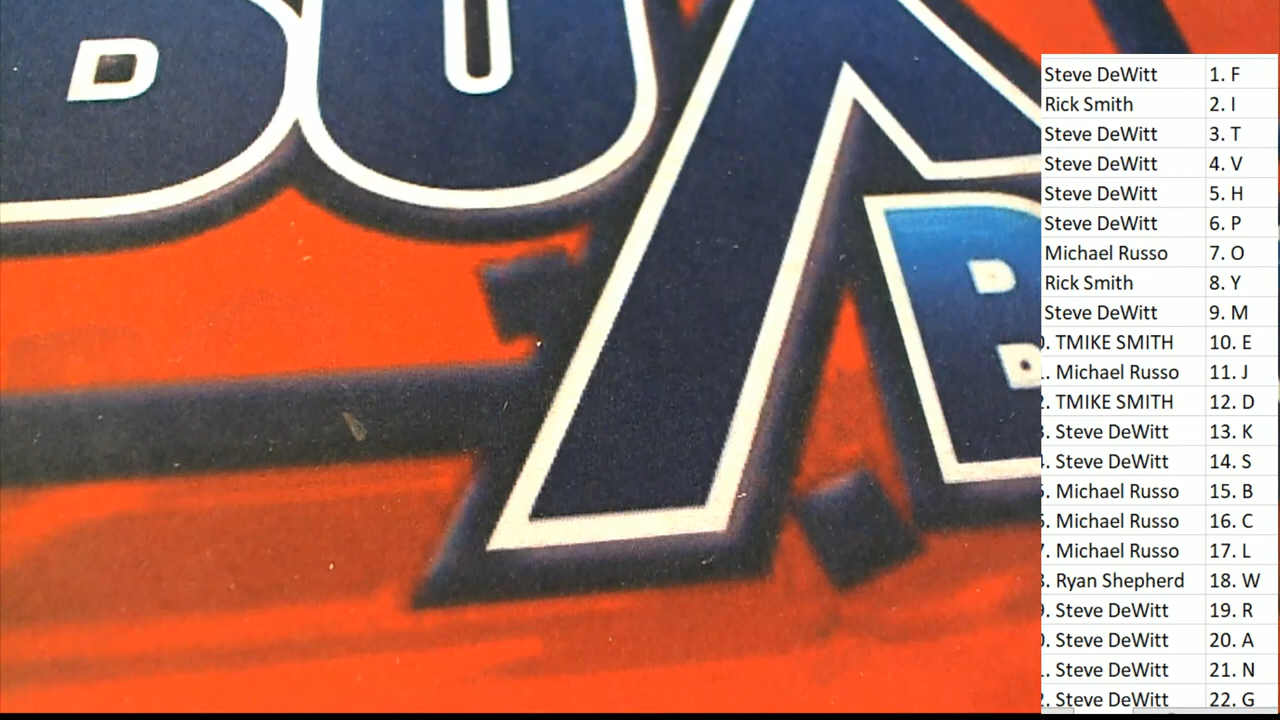 BU
B
Steve DeWitt 1. F
Rick Smith 2. I
Steve DeWitt 3. T
Steve DeWitt 4. V
Steve DeWitt 5. H
Steve DeWitt 6. P
Michael Russo 7. O
Rick Smith 8. Y
Steve DeWitt 9. M
. TMIKE SMITH 10. E
. Michael Russo 11. J
. TMIKE SMITH 12. D
. Steve DeWitt 13. K
. Steve DeWitt 14. S
. Michael Russo 15. B
. Michael Russo 16. C
. Michael Russo 17. L
. Ryan Shepherd 18. W
. Steve DeWitt 19. R
. Steve DeWitt 20. A
. Steve DeWitt 21. N
. Steve DeWitt 22. G